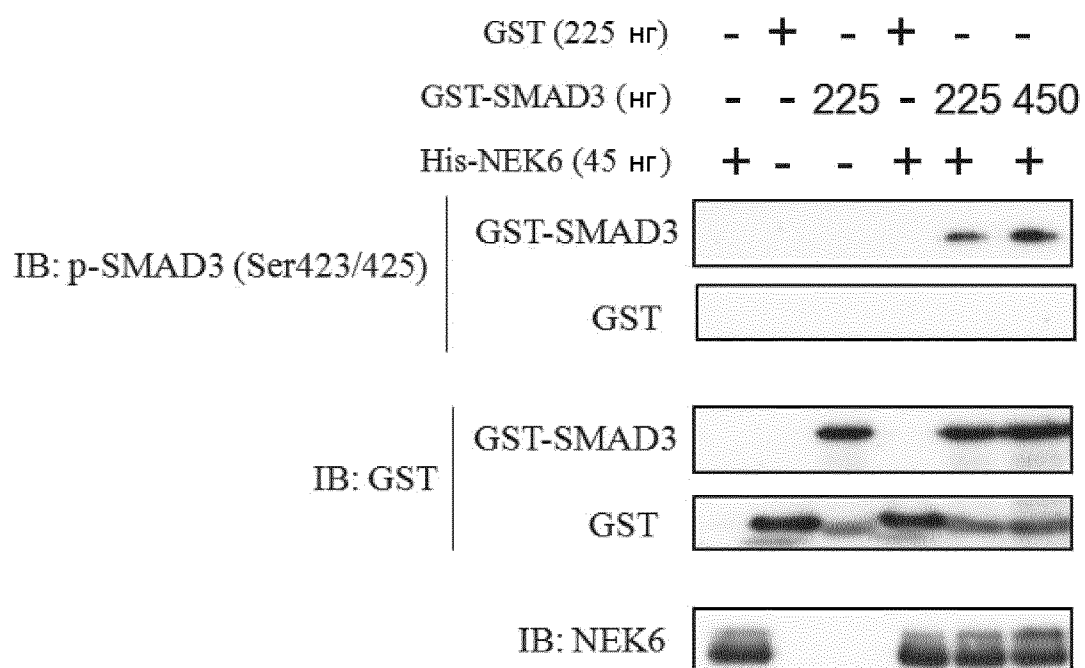 GST (225 нг) - + - + - -
GST-SMAD3 (нг) - - 225 - 225 450
His-NEK6 (45 нг) + - - + + +
GST-SMAD3
IB: p-SMAD3 (Ser423/425)
GST
GST-SMAD3
IB: GST
GST
IB: NEK6